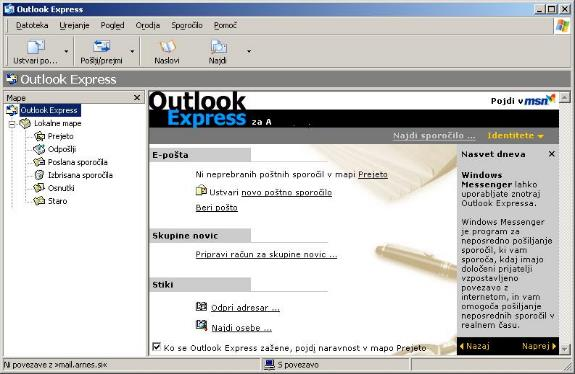 Outlook Express
Datoteka Urejanje Pogled Orodja Sporočilo Pomoč
Ustvari po... Pošlji/prejmi Naslovi Najdi
Outlook Express
Mape
Outlook Express
Lokalne mape
Prejeto
Odpošlji
Poslana sporočila
Izbrisana sporočila
Osnutki
Staro
Outlook
Express za A
Pojdi v msn
Najdi sporočilo ... Identitete
E-pošta
Ni neprebranih poštnih sporočil v mapi Prejeto
Ustvari novo poštno sporočilo
Beri pošto
Skupine novic
Pripravi račun za skupine novic ...
Stiki
Odpri adresar ...
Najdi osebe ...
Ko se Outlook Express zažene, pojdi naravnost v mapo Prejeto
Nasvet dneva
Windows
Messenger lahko
uporabljate znotraj
Outlook Expressa.
Windows Messenger
je program za
neposredno pošiljanje
sporočil, ki vam
sporoča, kdaj imajo
določeni prijatelji
vzpostavljeno
povezavo z
internetom, in vam
omogoča pošiljanje
neposrednih sporočil v
realnem času.
Nazaj Naprej
Ni povezave z »mail.arnes.si« S povezavo